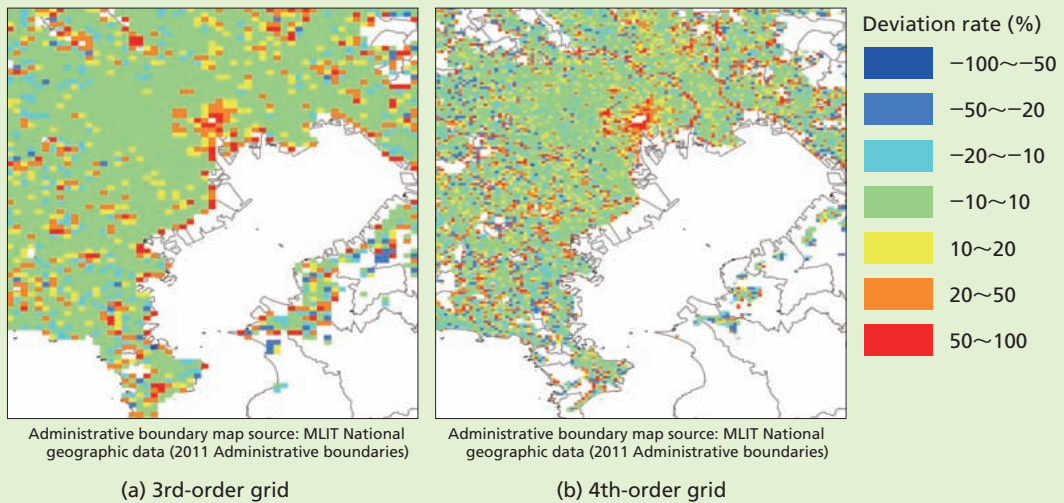 Deviation rate (%)
−100～−50
−50～−20
−20～−10
−10～10
10～20
20～50
50～100
Administrative boundary map source: MLIT National
geographic data (2011 Administrative boundaries)
(a) 3rd-order grid
Administrative boundary map source: MLIT National
geographic data (2011 Administrative boundaries)
(b) 4th-order grid